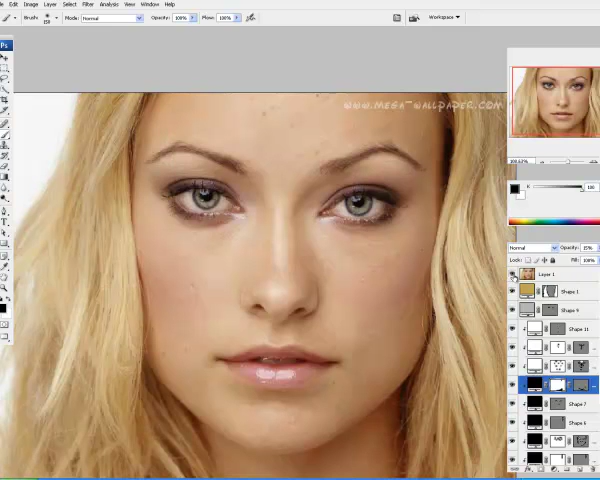 Edit Image Layer Select Filter Analysis View Window Help
Brush: Mode: Normal Opacity: 100% Flow: 100% Workspace
Ps
www.mega-wallpaper.com
Normal Opacity: 15%
Lock: Fill: 100%
Layer 1
Shape 1
Shape 9
Shape 11
Shape 7
Shape 6